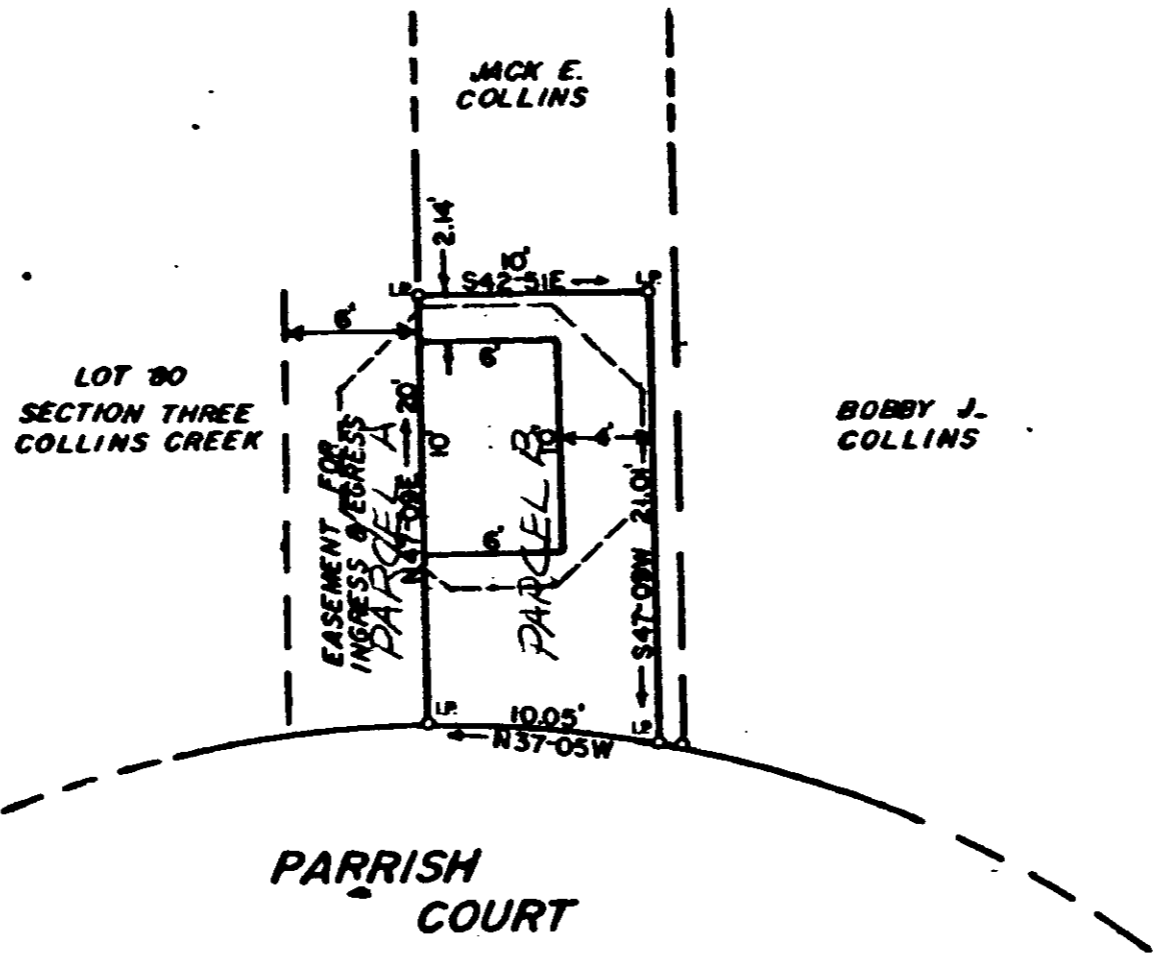 JACK E.
COLLINS
2.14'
10'
S42-51E
I.P.
I.P.
6'
6'
LOT 80
SECTION THREE
COLLINS CREEK
BOBBY J.
COLLINS
EASEMENT FOR
INGRESS & EGRESS
PARCEL A
N47-09E 20'
10'
PARCEL B
10'
4'
6'
S47-09W 21.01'
I.P.
10.05'
N37-05W
I.P.
PARRISH
COURT